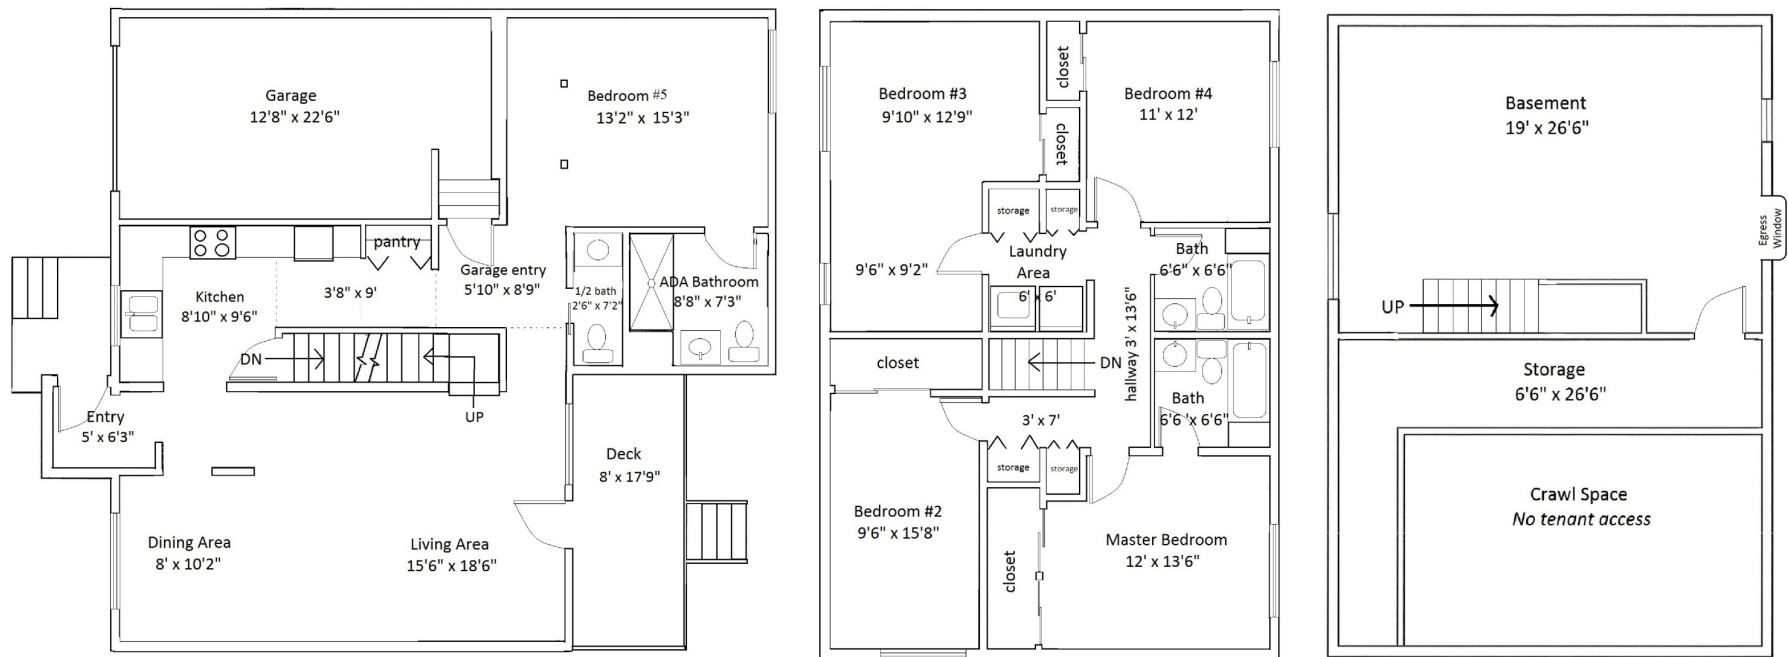 Garage
12'8" x 22'6"
Bedroom #5
13'2" x 15'3"
pantry
Garage entry
5'10" x 8'9"
Kitchen
8'10" x 9'6"
3'8" x 9'
1/2 bath
2'6" x 7'2"
ADA Bathroom
8'8" x 7'3"
DN
UP
Entry
5' x 6'3"
Deck
8' x 17'9"
Dining Area
8' x 10'2"
Living Area
15'6" x 18'6"
Bedroom #3
9'10" x 12'9"
closet
closet
Bedroom #4
11' x 12'
storage
storage
9'6" x 9'2"
Laundry
Area
6' x 6'
Bath
6'6" x 6'6"
hallway 3' x 13'6"
closet
DN
Bath
6'6 'x 6'6"
3' x 7'
storage
storage
Bedroom #2
9'6" x 15'8"
closet
Master Bedroom
12' x 13'6"
Basement
19' x 26'6"
Egress
Window
UP
Storage
6'6" x 26'6"
Crawl Space
No tenant access